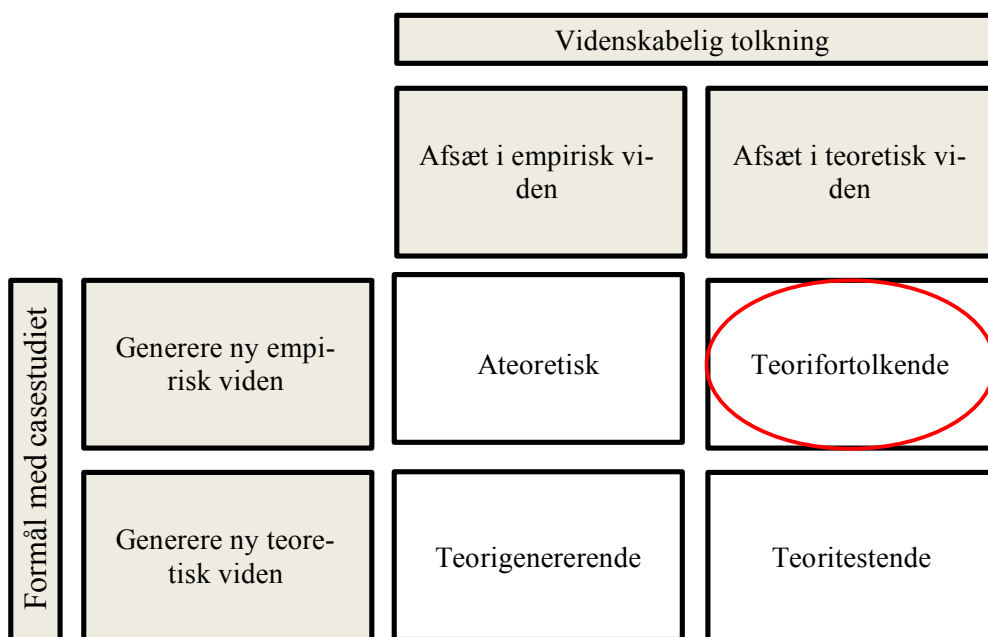 Videnskabelig tolkning
Afsæt i empirisk vi-
den
Afsæt i teoretisk vi-
den
Formål med casestudiet
Generere ny empi-
risk viden
Ateoretisk
Teorifortolkende
Generere ny teore-
tisk viden
Teorigenererende
Teoritestende